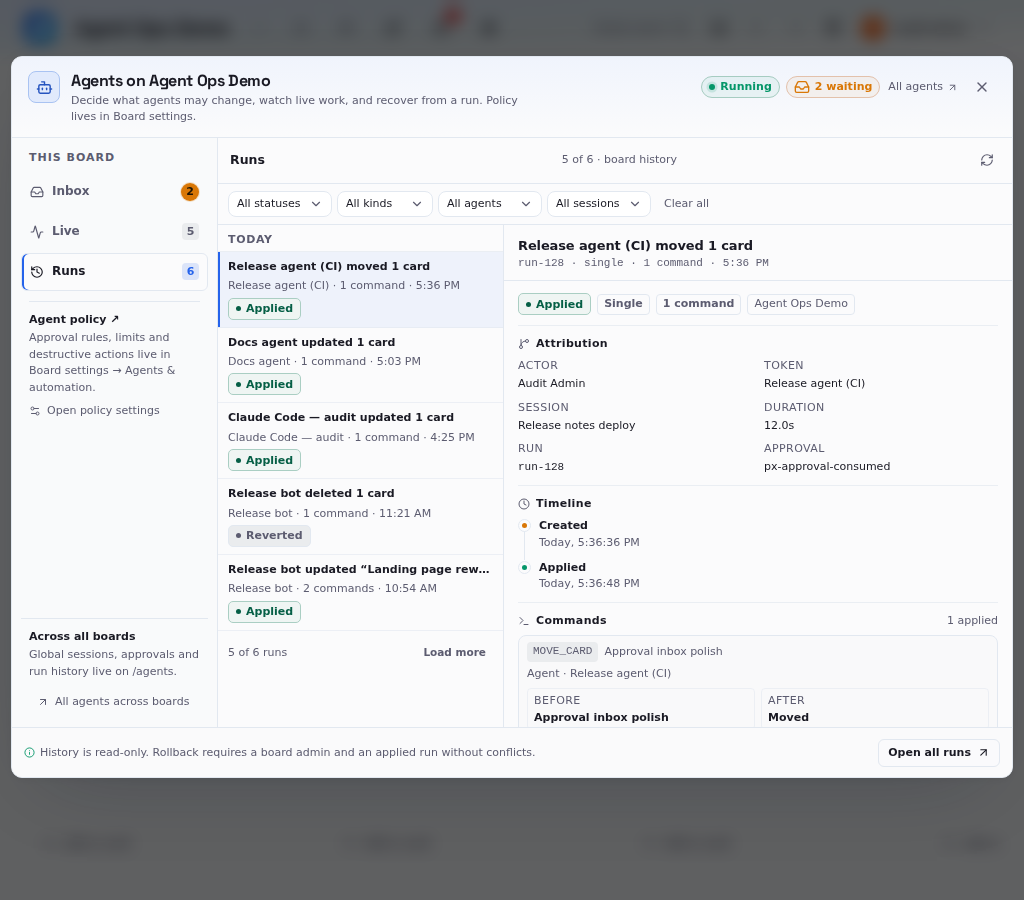 Agents on Agent Ops Demo
Decide what agents may change, watch live work, and recover from a run. Policy
lives in Board settings.
Running
2 waiting
All agents
THIS BOARD
Inbox
2
Live
5
Runs
6
Agent policy ↗
Approval rules, limits and
destructive actions live in
Board settings → Agents &
automation.
Open policy settings
Across all boards
Global sessions, approvals and
run history live on /agents.
All agents across boards
Runs
5 of 6 · board history
All statuses
All kinds
All agents
All sessions
Clear all
TODAY
Release agent (CI) moved 1 card
Release agent (CI) · 1 command · 5:36 PM
Applied
Docs agent updated 1 card
Docs agent · 1 command · 5:03 PM
Applied
Claude Code — audit updated 1 card
Claude Code — audit · 1 command · 4:25 PM
Applied
Release bot deleted 1 card
Release bot · 1 command · 11:21 AM
Reverted
Release bot updated “Landing page rew…
Release bot · 2 commands · 10:54 AM
Applied
5 of 6 runs
Load more
Release agent (CI) moved 1 card
run-128 · single · 1 command · 5:36 PM
Applied
Single
1 command
Agent Ops Demo
Attribution
ACTOR
Audit Admin
TOKEN
Release agent (CI)
SESSION
Release notes deploy
DURATION
12.0s
RUN
run-128
APPROVAL
px-approval-consumed
Timeline
Created
Today, 5:36:36 PM
Applied
Today, 5:36:48 PM
Commands
1 applied
MOVE_CARD
Approval inbox polish
Agent · Release agent (CI)
BEFORE
Approval inbox polish
AFTER
Moved
History is read-only. Rollback requires a board admin and an applied run without conflicts.
Open all runs